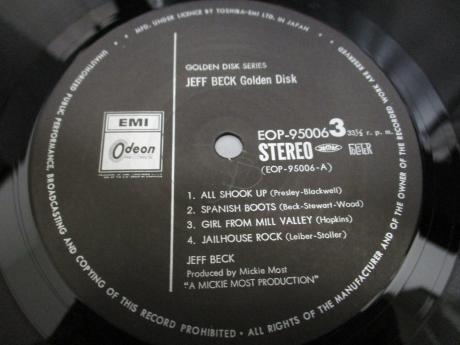 MFD. UNDER LICENCE BY TOSHIBA-EMI LTD. IN JAPAN
UNAUTHORIZED PUBLIC PERFORMANCE BROADCASTING AND COPYING OF THIS RECORD PROHIBITED • ALL RIGHTS OF THE MANUFACTURER AND OF THE OWNER OF THE RECORDED WORK ARE RESERVED
GOLDEN DISK SERIES
JEFF BECK Golden Disk
EMI
Odeon
EOP-95006 3 33⅓ r. p. m.
STEREO
(EOP-95006-A)
1. ALL SHOOK UP (Presley-Blackwell)
2. SPANISH BOOTS (Beck-Stewart-Wood)
3. GIRL FROM MILL VALLEY (Hopkins)
4. JAILHOUSE ROCK (Leiber-Stoller)
JEFF BECK
Produced by Mickie Most
"A MICKIE MOST PRODUCTION"